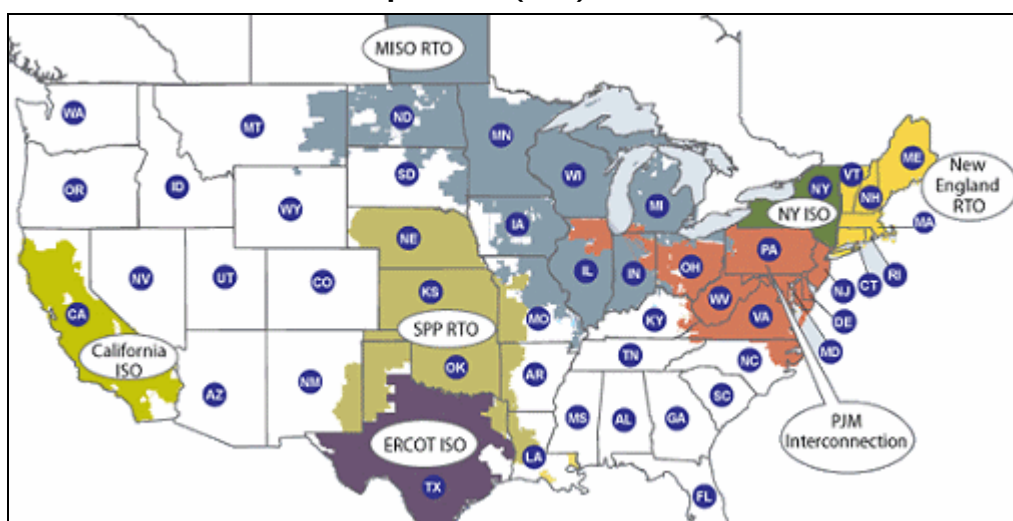 MISO RTO
WA
MT
ND
MN
ME
OR
ID
WY
SD
WI
MI
NY
VT
NH
New
England
RTO
NY ISO
MA
IA
NE
PA
NV
UT
CO
KS
IL
IN
OH
WV
VA
RI
CT
NJ
DE
MD
CA
California
ISO
SPP RTO
MO
KY
AZ
NM
OK
AR
TN
NC
SC
ERCOT ISO
TX
LA
MS
AL
GA
PJM
Interconnection
FL